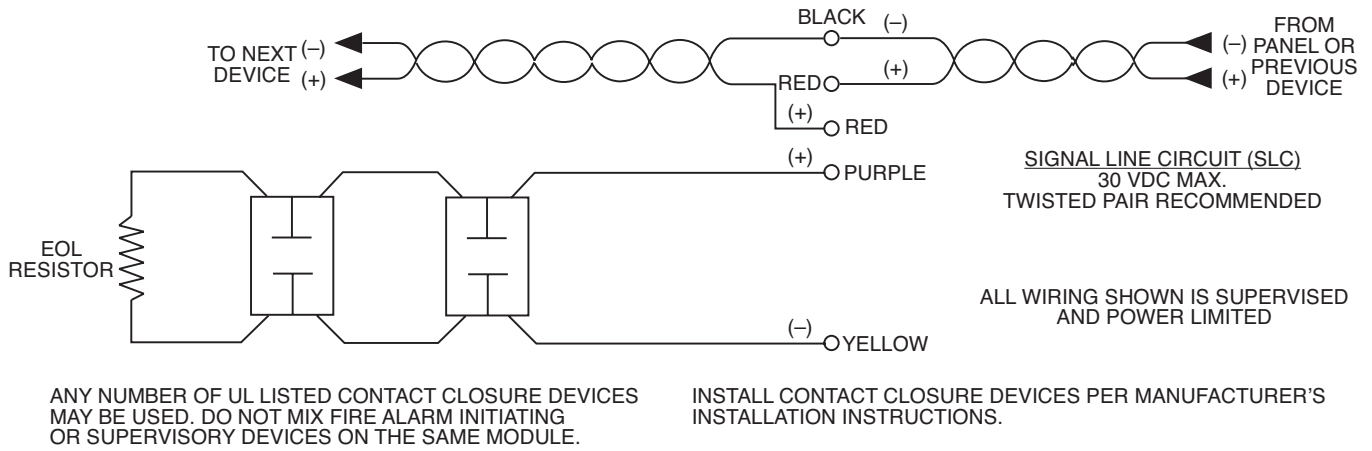 BLACK (–)
TO NEXT (–)
DEVICE (+)
FROM
(–) PANEL OR
PREVIOUS
(+) DEVICE
RED (+)
(+) RED
(+) PURPLE
SIGNAL LINE CIRCUIT (SLC)
30 VDC MAX.
TWISTED PAIR RECOMMENDED
EOL
RESISTOR
ALL WIRING SHOWN IS SUPERVISED
AND POWER LIMITED
(–) YELLOW
ANY NUMBER OF UL LISTED CONTACT CLOSURE DEVICES
MAY BE USED. DO NOT MIX FIRE ALARM INITIATING
OR SUPERVISORY DEVICES ON THE SAME MODULE.
INSTALL CONTACT CLOSURE DEVICES PER MANUFACTURER'S
INSTALLATION INSTRUCTIONS.